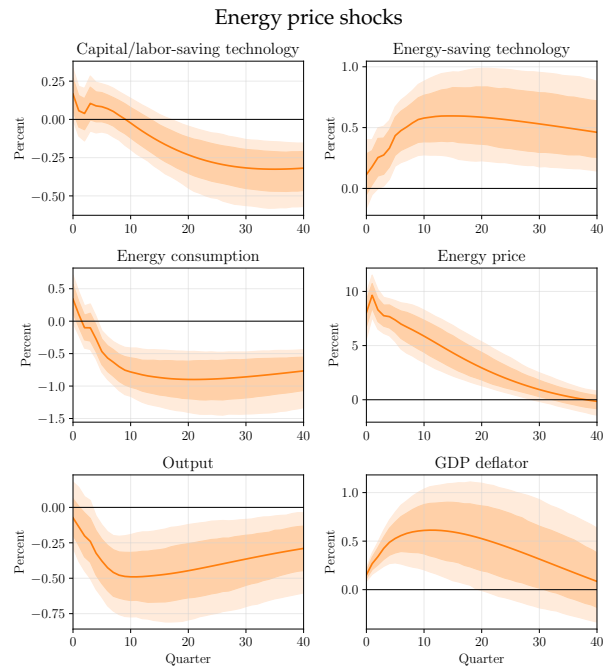 Energy price shocks
Capital/labor-saving technology
Energy-saving technology
Percent
0.25
0.00
−0.25
−0.50
0 10 20 30 40
Percent
1.0
0.5
0.0
0 10 20 30 40
Energy consumption
Energy price
Percent
0.5
0.0
−0.5
−1.0
−1.5
0 10 20 30 40
Percent
10
0
0 10 20 30 40
Output
GDP deflator
Percent
0.00
−0.25
−0.50
−0.75
0 10 20 30 40
Quarter
Percent
1.0
0.5
0.0
0 10 20 30 40
Quarter